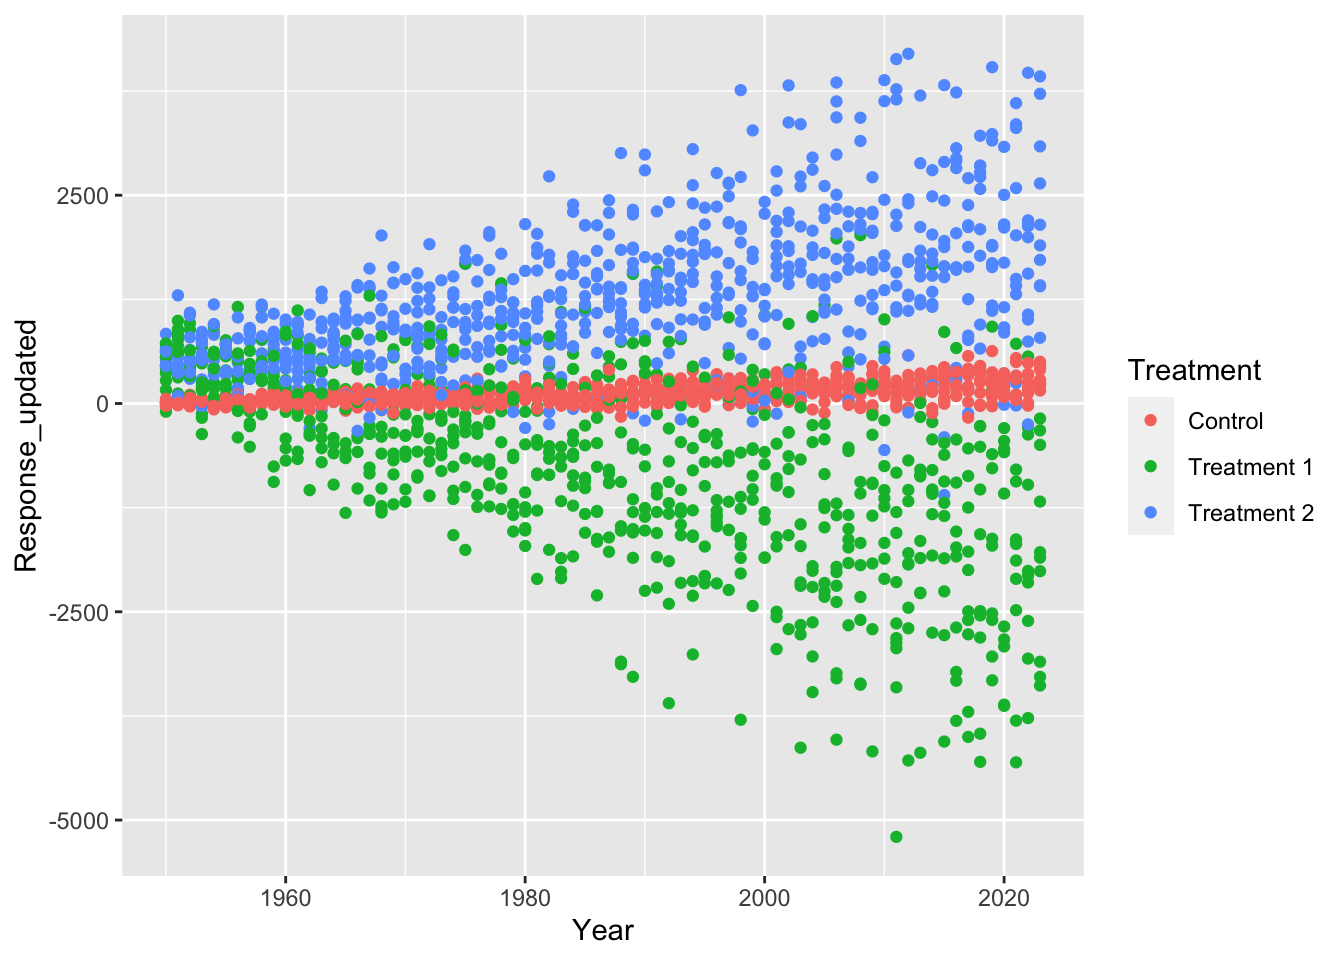 Response_updated
2500
0
-2500
-5000
1960
1980
2000
2020
Year
Treatment
Control
Treatment 1
Treatment 2